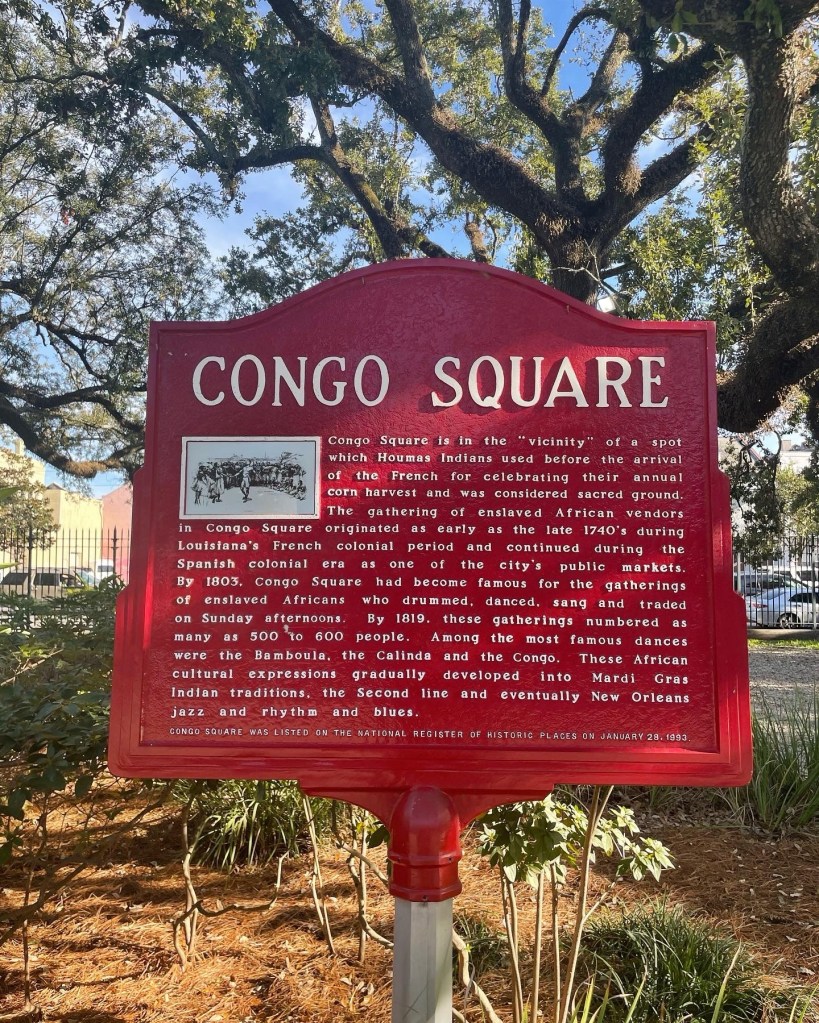 CONGO SQUARE
Congo Square is in the "vicinity" of a spot
which Houmas Indians used before the arrival
of the French for celebrating their annual
corn harvest and was considered sacred ground.
The gathering of enslaved African vendors
in Congo Square originated as early as the late 1740's during
Louisiana's French colonial period and continued during the
Spanish colonial era as one of the city's public markets.
By 1803, Congo Square had become famous for the gatherings
of enslaved Africans who drummed, danced, sang and traded
on Sunday afternoons. By 1819, these gatherings numbered as
many as 500 to 600 people. Among the most famous dances
were the Bamboula, the Calinda and the Congo. These African
cultural expressions gradually developed into Mardi Gras
Indian traditions, the Second line and eventually New Orleans
jazz and rhythm and blues.
CONGO SQUARE WAS LISTED ON THE NATIONAL REGISTER OF HISTORIC PLACES ON JANUARY 28, 1993.